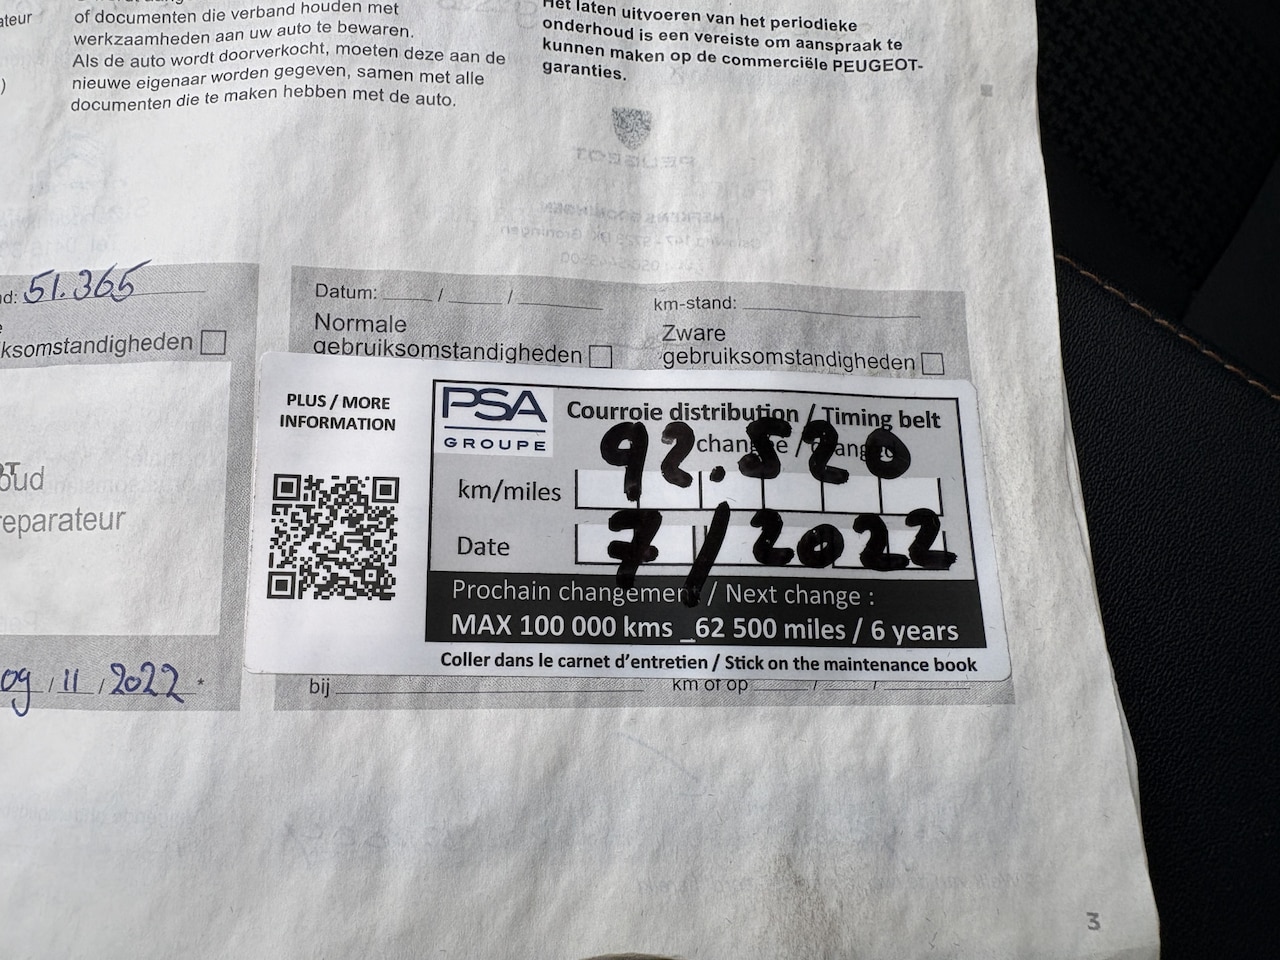 ateur
of documenten die verband houden met
werkzaamheden aan uw auto te bewaren.
Als de auto wordt doorverkocht, moeten deze aan de
nieuwe eigenaar worden gegeven, samen met alle
documenten die te maken hebben met de auto.
)
Het laten uitvoeren van het periodieke
onderhoud is een vereiste om aanspraak te
kunnen maken op de commerciële PEUGEOT-
garanties.
d: 51.365
ksomstandigheden
oud
eparateur
09/11/2022 *
Datum: / /
km-stand:
Normale
gebruiksomstandigheden
Zware
gebruiksomstandigheden
PLUS / MORE
INFORMATION
PSA
GROUPE
Courroie distribution / Timing belt
km/miles 92.520
Date 7/2022
Prochain changement / Next change :
MAX 100 000 kms _62 500 miles / 6 years
Coller dans le carnet d'entretien / Stick on the maintenance book
bij
km of op / /
3